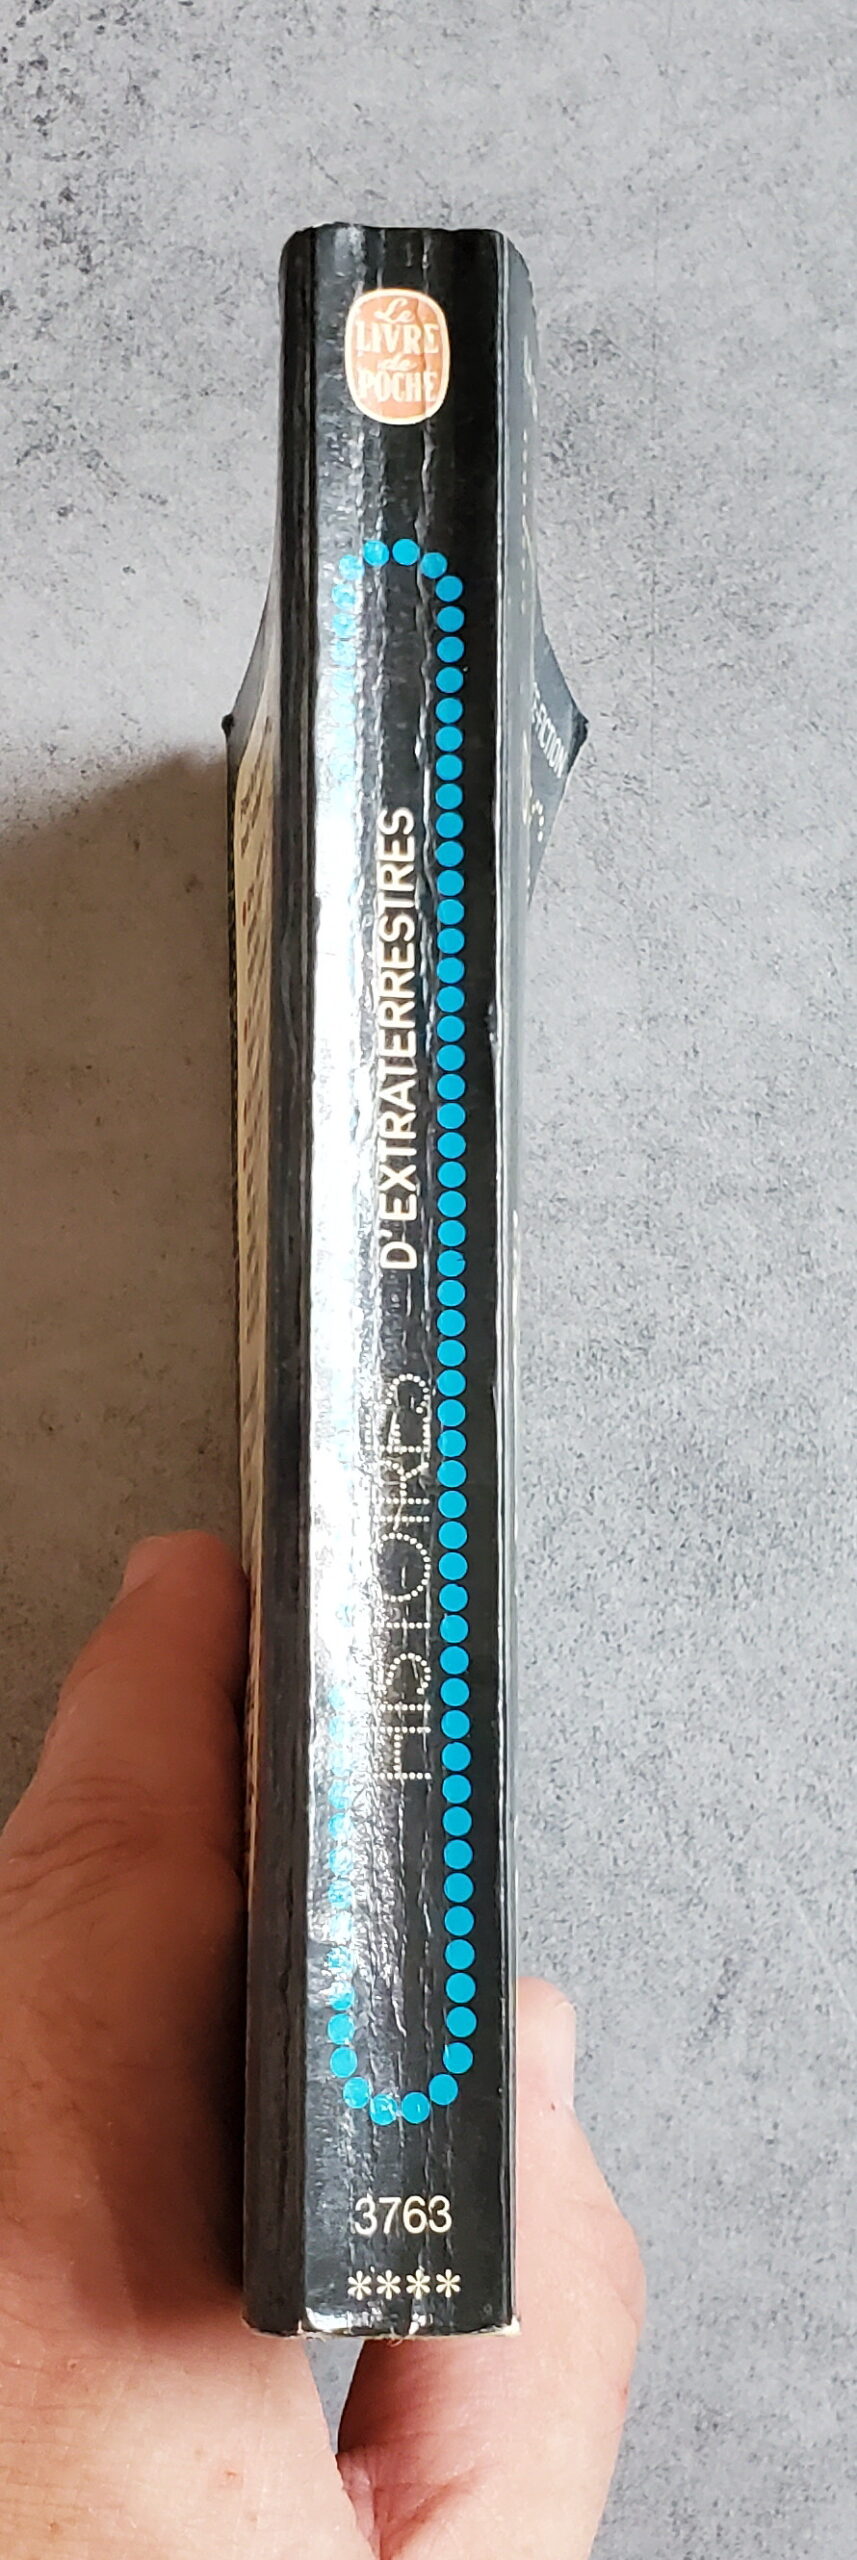 Le
LIVRE
de
POCHE
HISTOIRES D'EXTRATERRESTRES
3763
****